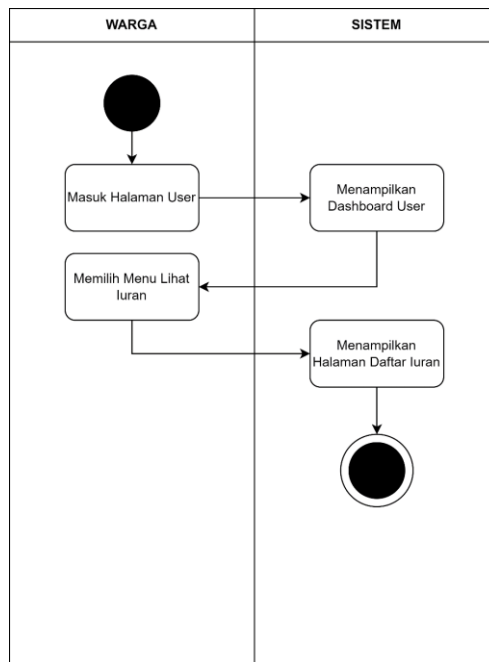 WARGA
SISTEM
Masuk Halaman User
Menampilkan
Dashboard User
Memilih Menu Lihat
Iuran
Menampilkan
Halaman Daftar Iuran